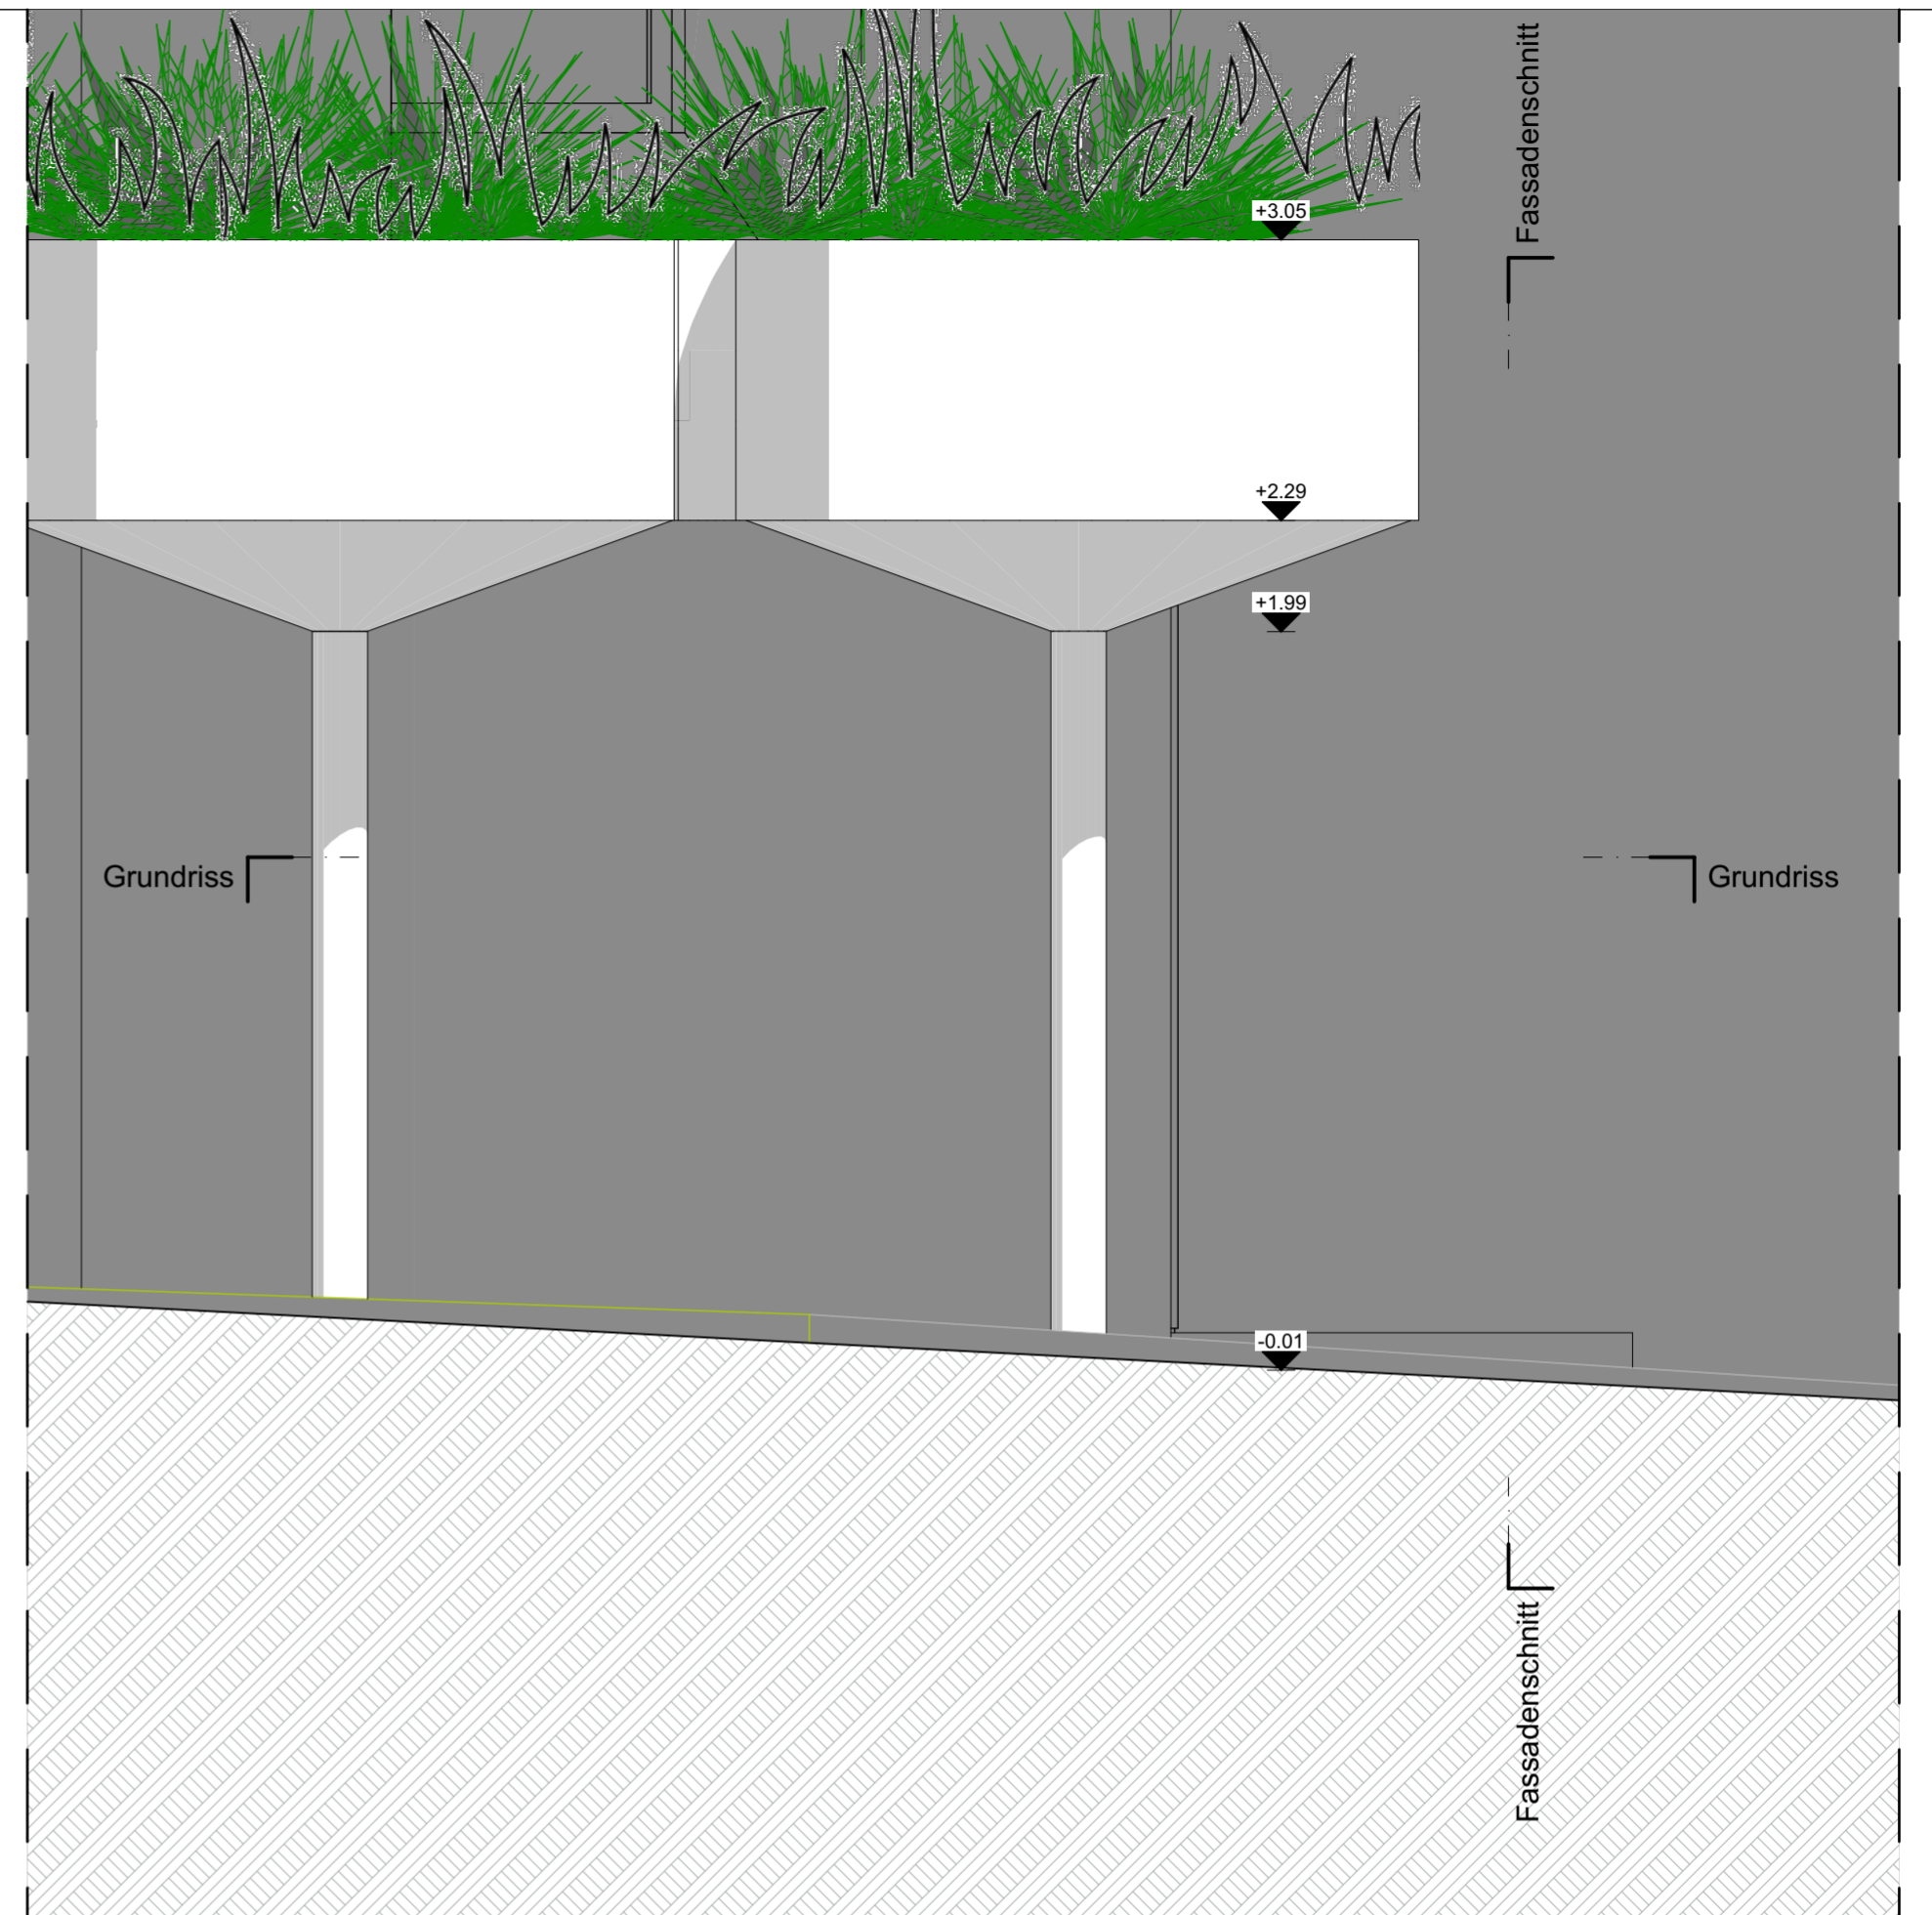 Fassadenschnitt
+3.05
+2.29
+1.99
Grundriss
Grundriss
-0.01
Fassadenschnitt